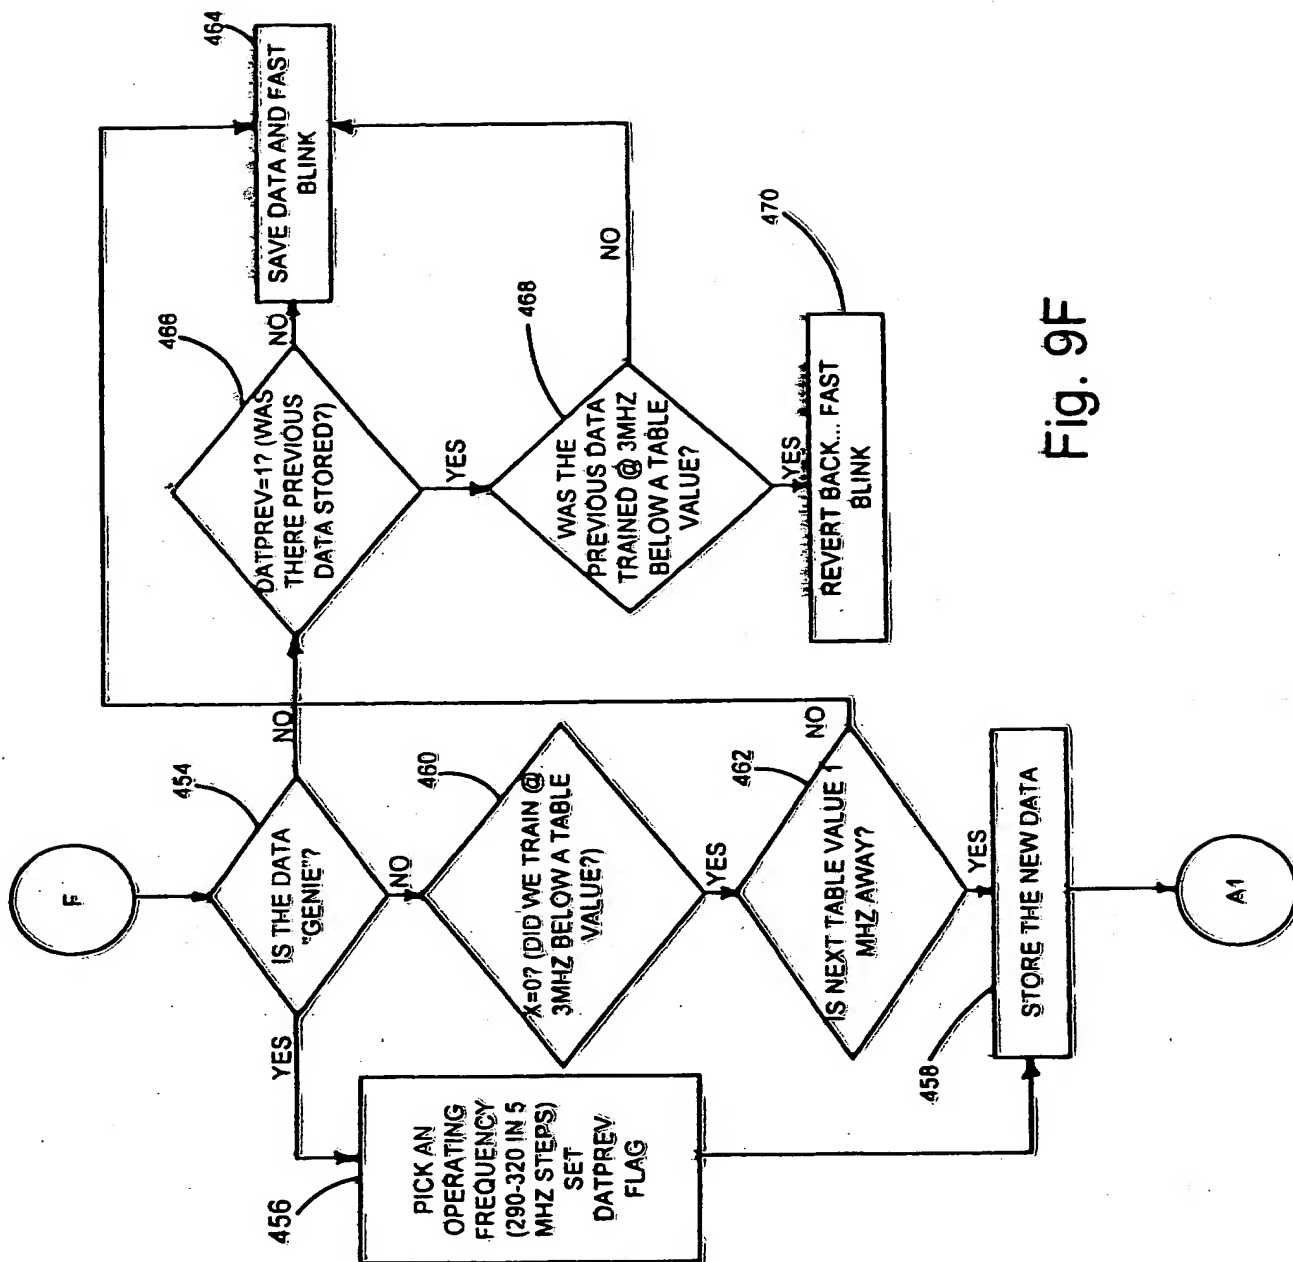 F
454
IS THE DATA
"GENIE"?
YES
NO
NO
456
PICK AN
OPERATING
FREQUENCY
(290-320 IN 5
MHZ STEPS)
SET
DATPREV
FLAG
460
X=0? (DID WE TRAIN @
3MHZ BELOW A TABLE
VALUE?)
YES
462
IS NEXT TABLE VALUE 1
MHZ AWAY?
NO
YES
458
STORE THE NEW DATA
A1
466
DATPREV=1? (WAS
THERE PREVIOUS
DATA STORED?)
NO
YES
464
SAVE DATA AND FAST
BLINK
468
WAS THE
PREVIOUS DATA
TRAINED @ 3MHZ
BELOW A TABLE
VALUE?
NO
YES
470
REVERT BACK... FAST
BLINK
Fig. 9F